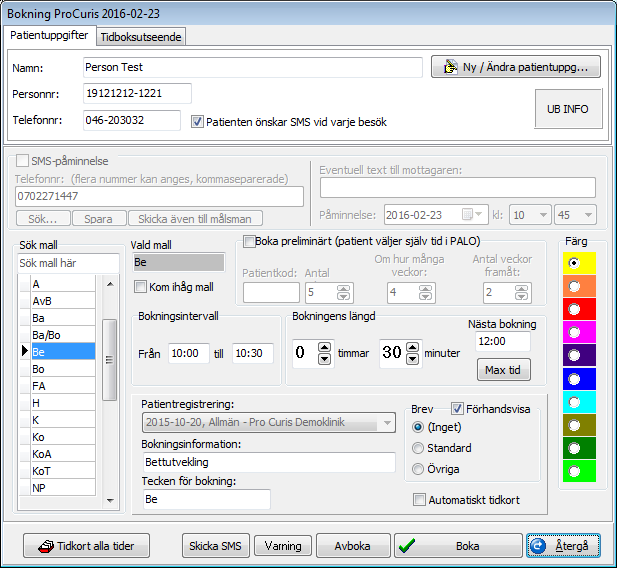 Bokning ProCuris 2016-02-23
Patientuppgifter Tidboksutseende
Namn: Person Test Ny / Ändra patientuppg...
Personnr: 19121212-1221
Telefonnr: 046-203032 Patienten önskar SMS vid varje besök
UB INFO
SMS-påminnelse
Telefonnr: (flera nummer kan anges, kommaseparerade)
0702271447
Sök... Spara Skicka även till målsman
Eventuell text till mottagaren:
Påminnelse: 2016-02-23 kl: 10 45
Sök mall
Sök mall här
A
AvB
Ba
Ba/Bo
Be
Bo
FA
H
K
Ko
KoA
KoT
NP
Vald mall
Be
Kom ihåg mall
Boka preliminärt (patient väljer själv tid i PALO)
Patientkod: Antal
5
Om hur många
veckor:
4
Antal veckor
framåt:
2
Färg
Bokningsintervall
Från 10:00 till 10:30
Bokningens längd
0 timmar 30 minuter
Nästa bokning
12:00
Max tid
Patientregistrering:
2015-10-20, Allmän - Pro Curis Demoklinik
Bokningsinformation:
Bettutvekling
Tecken för bokning:
Be
Brev Förhandsvisa
(Inget)
Standard
Övriga
Automatiskt tidkort
Tidkort alla tider Skicka SMS Varning Avboka Boka Återgå